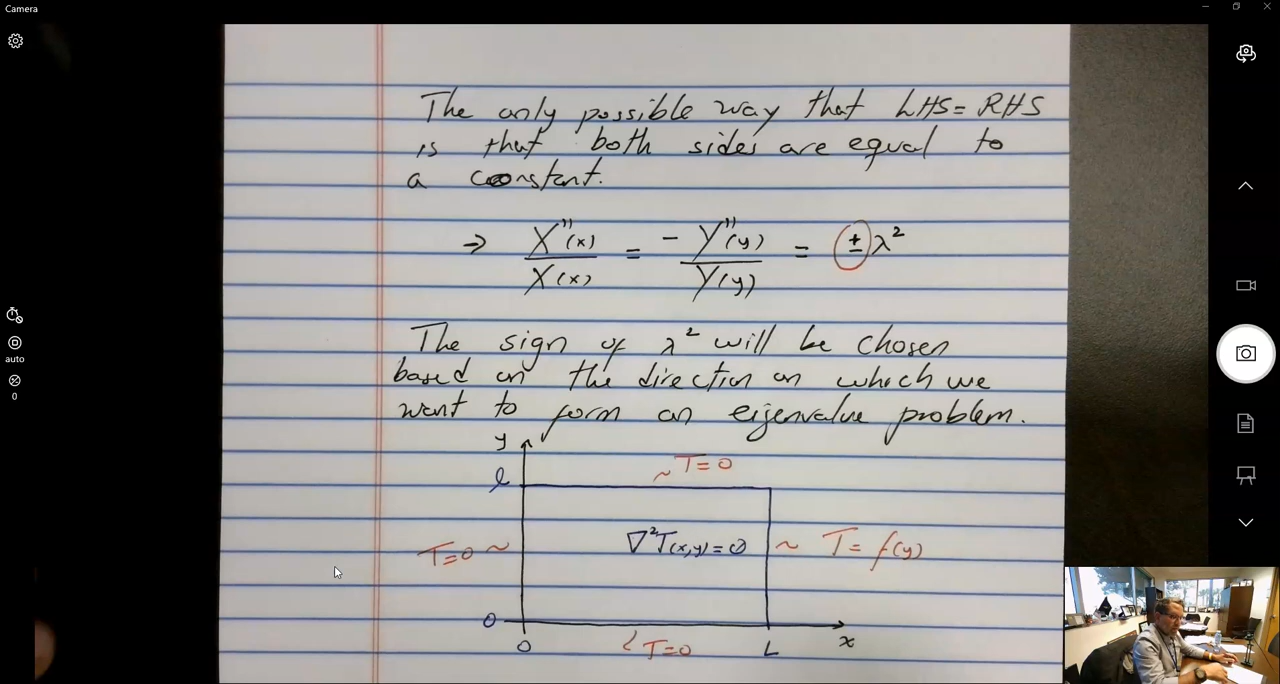 Camera
The only possible way that LHS = RHS
is that both sides are equal to
a constant.
⇒ X''(x) / X(x) = - Y''(y) / Y(y) = ± λ²
The sign of λ² will be chosen
based on the direction on which we
want to form an eigenvalue problem.
y
l
~ T=0
T=0 ~
∇²T(x,y)=0
~ T= f(y)
0
0
T=0
L
x
auto
0